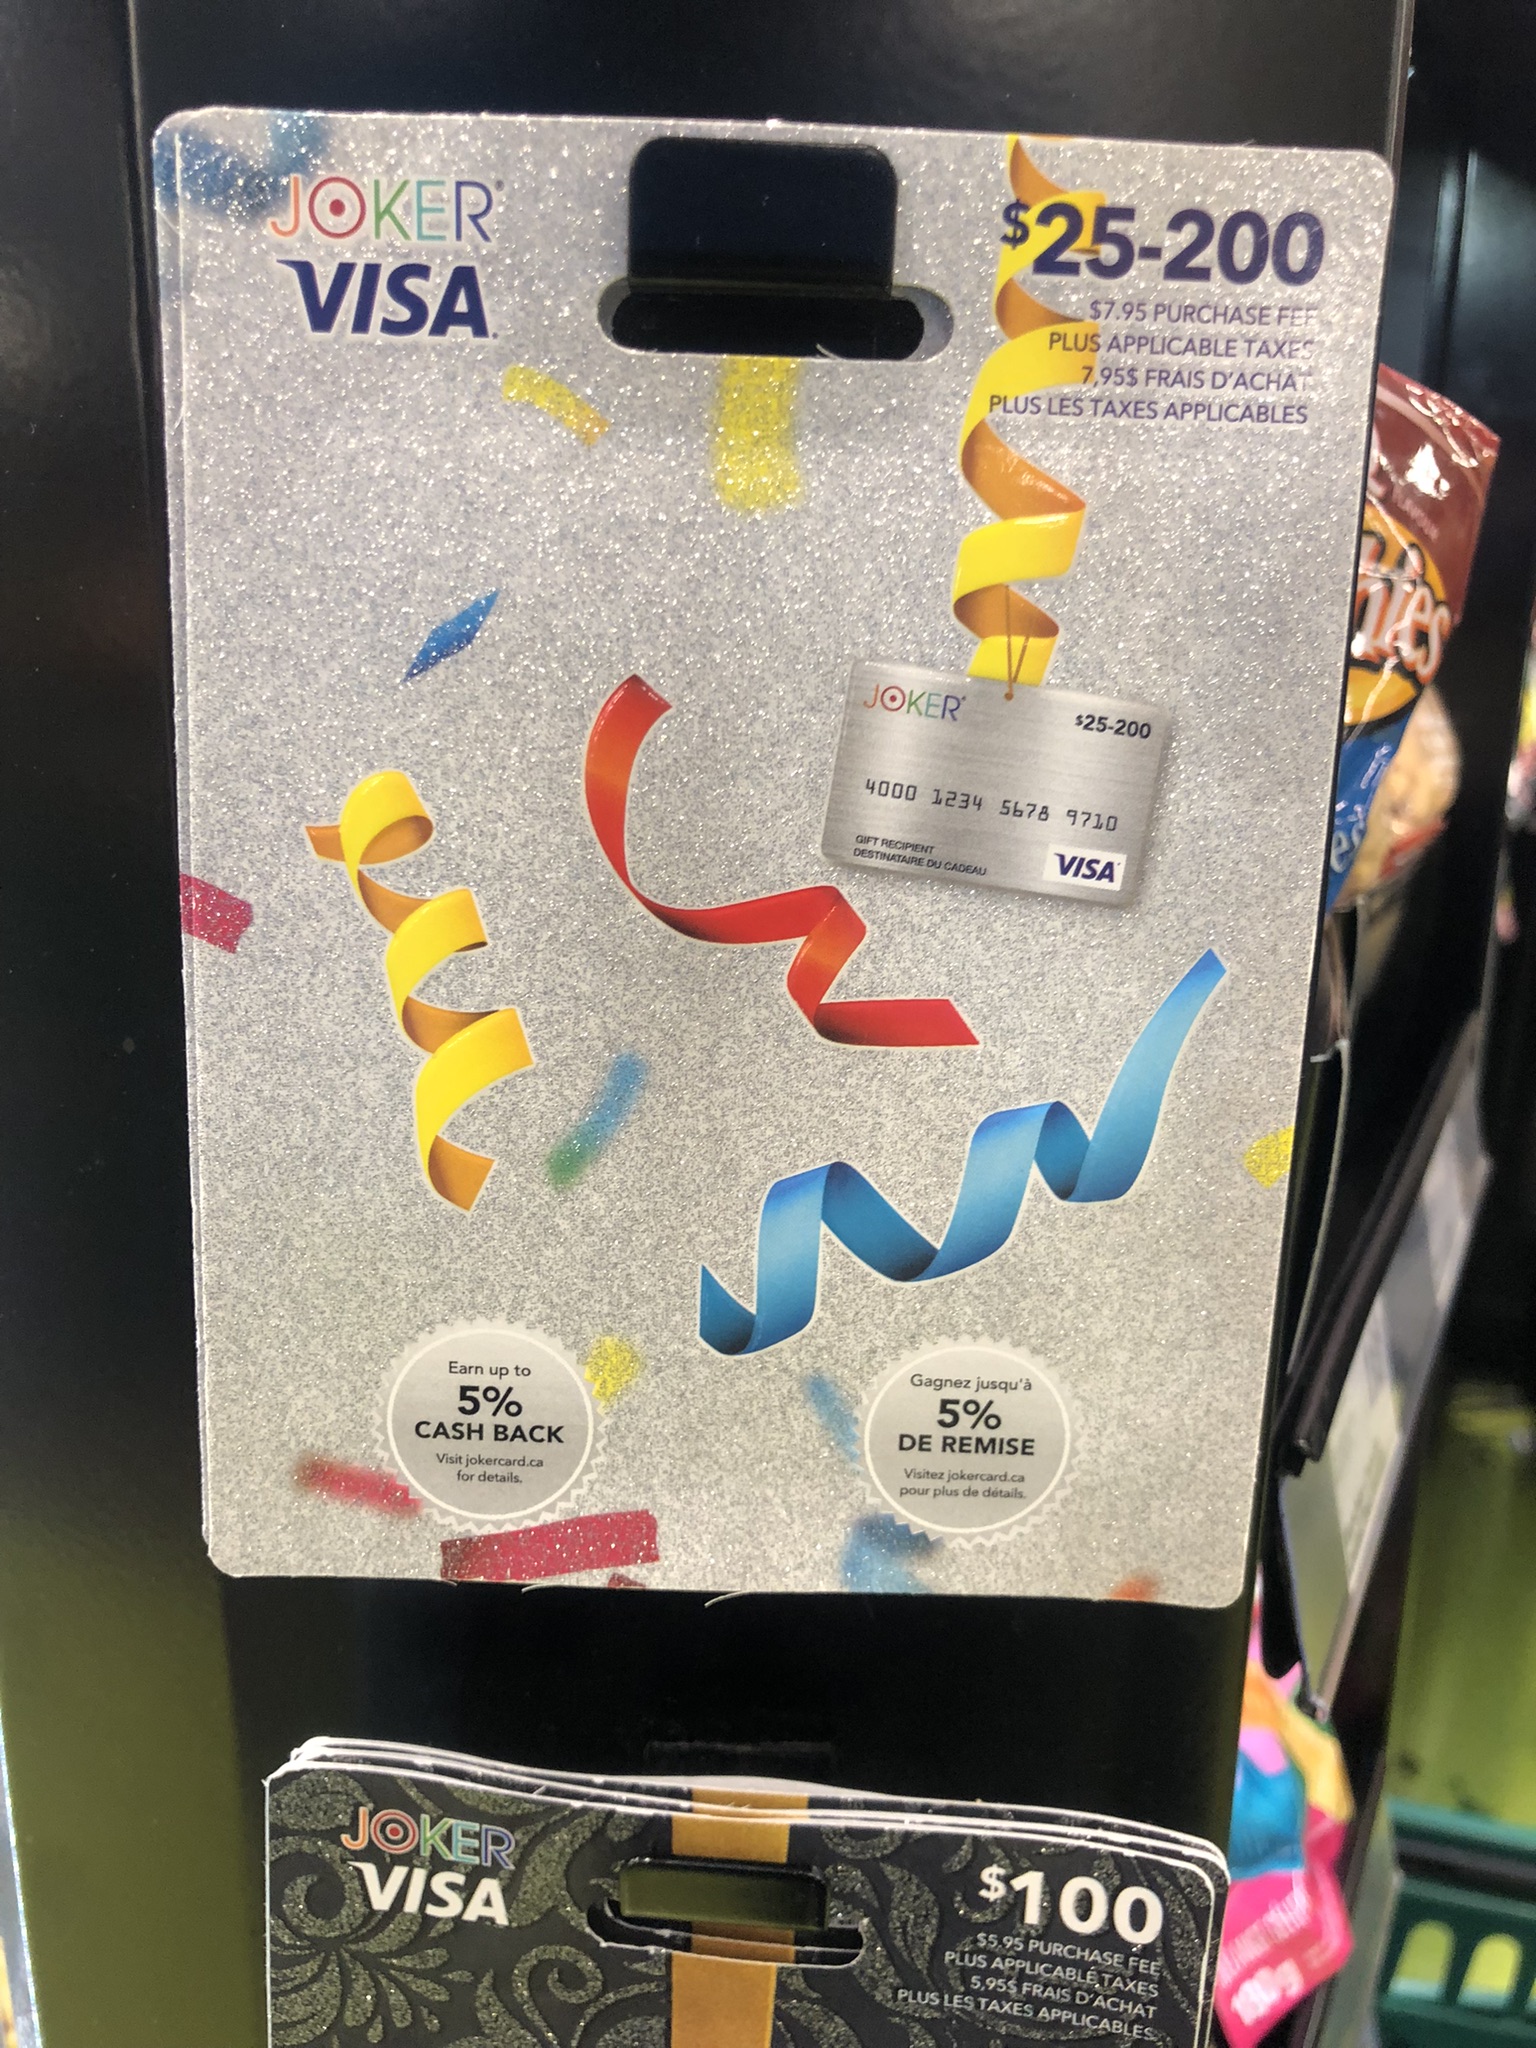 JOKER®
VISA
$25-200
$7.95 PURCHASE FEE
PLUS APPLICABLE TAXES
7,95$ FRAIS D'ACHAT
PLUS LES TAXES APPLICABLES
JOKER®
$25-200
4000 1234 5678 9710
GIFT RECIPIENT
DESTINATAIRE DU CADEAU
VISA
Earn up to
5%
CASH BACK
Visit jokercard.ca
for details.
Gagnez jusqu'à
5%
DE REMISE
Visitez jokercard.ca
pour plus de détails.
JOKER
VISA
$100
$5.95 PURCHASE FEE
PLUS APPLICABLE TAXES
5,95$ FRAIS D'ACHAT
PLUS LES TAXES APPLICABLES